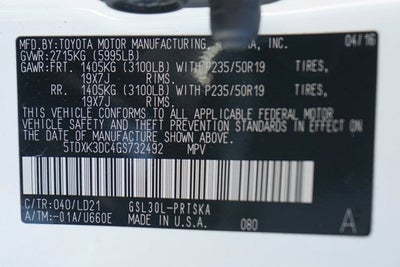 MFD. BY: TOYOTA MOTOR MANUFACTURING, INC. 04/16
GVWR: 2715KG (5995LB)
GAWR: FRT. 1405KG (3100LB) WITH P235/50R19 TIRES,
19X7J RIMS.
RR. 1405KG (3100LB) WITH P235/50R19 TIRES,
19X7J RIMS.
THIS VEHICLE CONFORMS TO ALL APPLICABLE FEDERAL MOTOR
VEHICLE SAFETY, BUMPER, AND THEFT PREVENTION
STANDARDS IN EFFECT ON THE DATE OF
MANUFACTURE SHOWN ABOVE.
5TDXK3DC4GS732492 MPV
C/TR: 040/LD21 GSL30L-PRTSKA
A/TM: -01A/U660E MADE IN U.S.A. 080 A